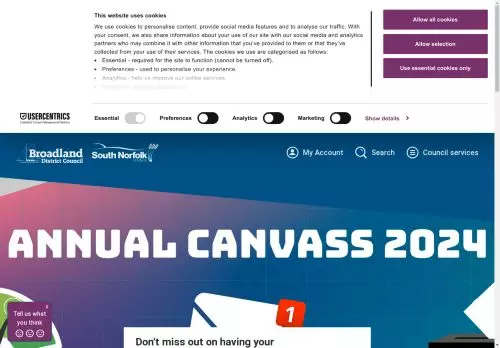 This website uses cookies
We use cookies to personalise content, provide social media features and to analyse our traffic. With
your consent, we also share information about your use of our site with our social media and analytics
partners who may combine it with other information that you've provided to them or that they've
collected from your use of their services. The cookies we use are categorised as follows:
• Essential - required for the site to function (cannot be turned off).
• Preferences - used to personalise your experience
• Analytics - help us improve our online services
Allow all cookies
Allow selection
Use essential cookies only
USERCENTRICS
Essential
Preferences
Analytics
Marketing
Show details
Broadland
District Council
South Norfolk
My Account
Search
Council services
ANNUAL CANVASS 2024
1
x
Tell us what
you think
Don't miss out on having your